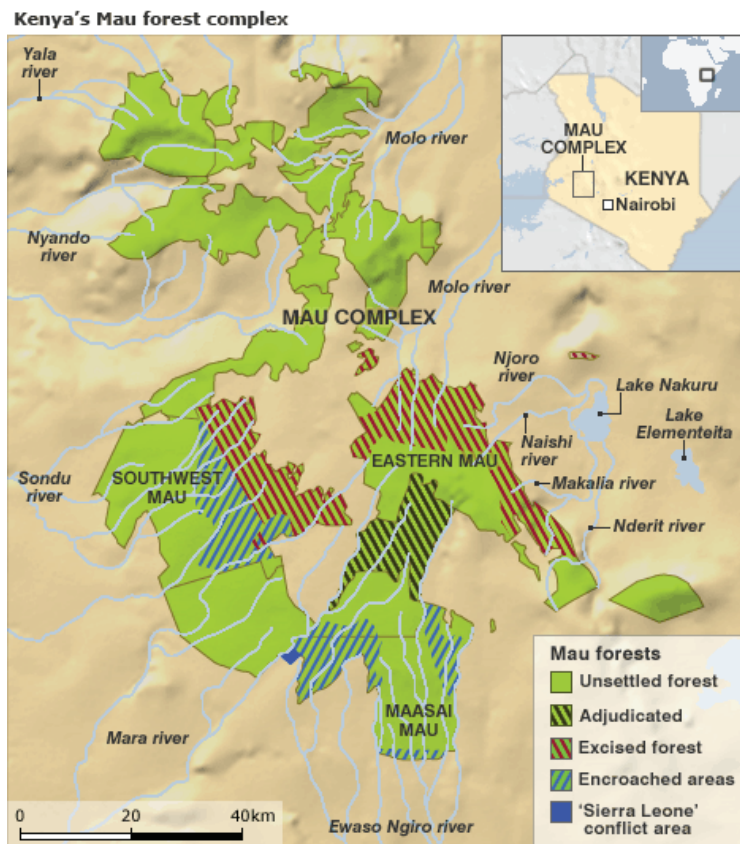 Kenya's Mau forest complex
Yala
river
Molo river
MAU
COMPLEX
KENYA
Nairobi
Nyando
river
Molo river
MAU COMPLEX
Njoro
river
Lake Nakuru
Lake
Elementeita
Naishi
river
EASTERN MAU
SOUTHWEST
MAU
Sondu
river
Makalia river
Nderit river
MAASAI
MAU
Mara river
Ewaso Ngiro river
0
20
40km
Mau forests
Unsettled forest
Adjudicated
Excised forest
Encroached areas
'Sierra Leone'
conflict area